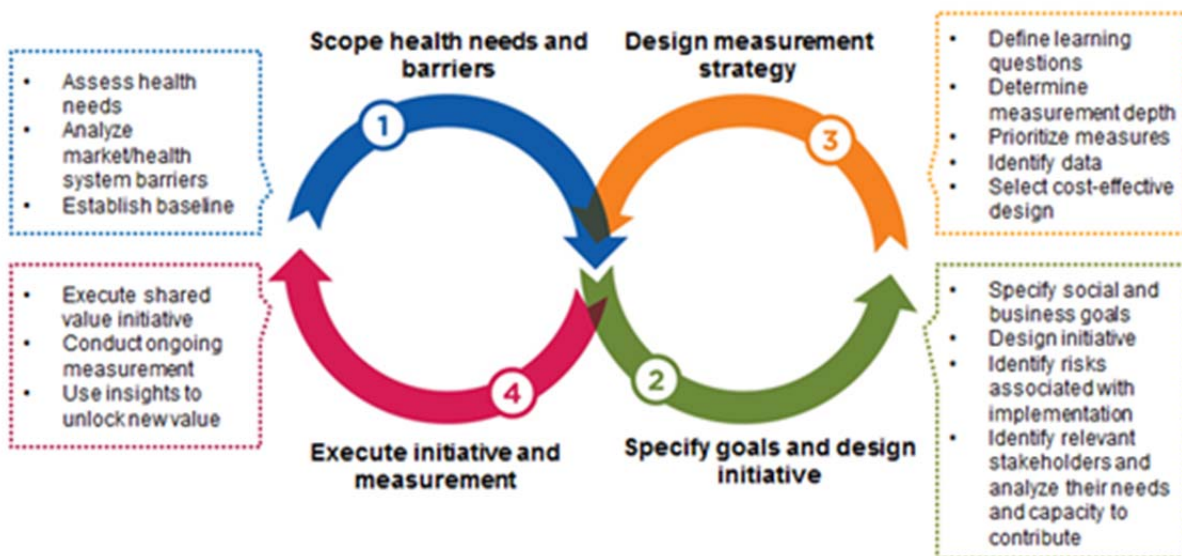 Scope health needs and
barriers
Design measurement
strategy
• Assess health
needs
• Analyze
market/health
system barriers
• Establish baseline
• Define learning
questions
• Determine
measurement depth
• Prioritize measures
• Identify data
• Select cost-effective
design
1
3
• Execute shared
value initiative
• Conduct ongoing
measurement
• Use insights to
unlock new value
• Specify social and
business goals
• Design initiative
• Identify risks
associated with
implementation
• Identify relevant
stakeholders and
analyze their needs
and capacity to
contribute
4
2
Execute initiative and
measurement
Specify goals and design
initiative